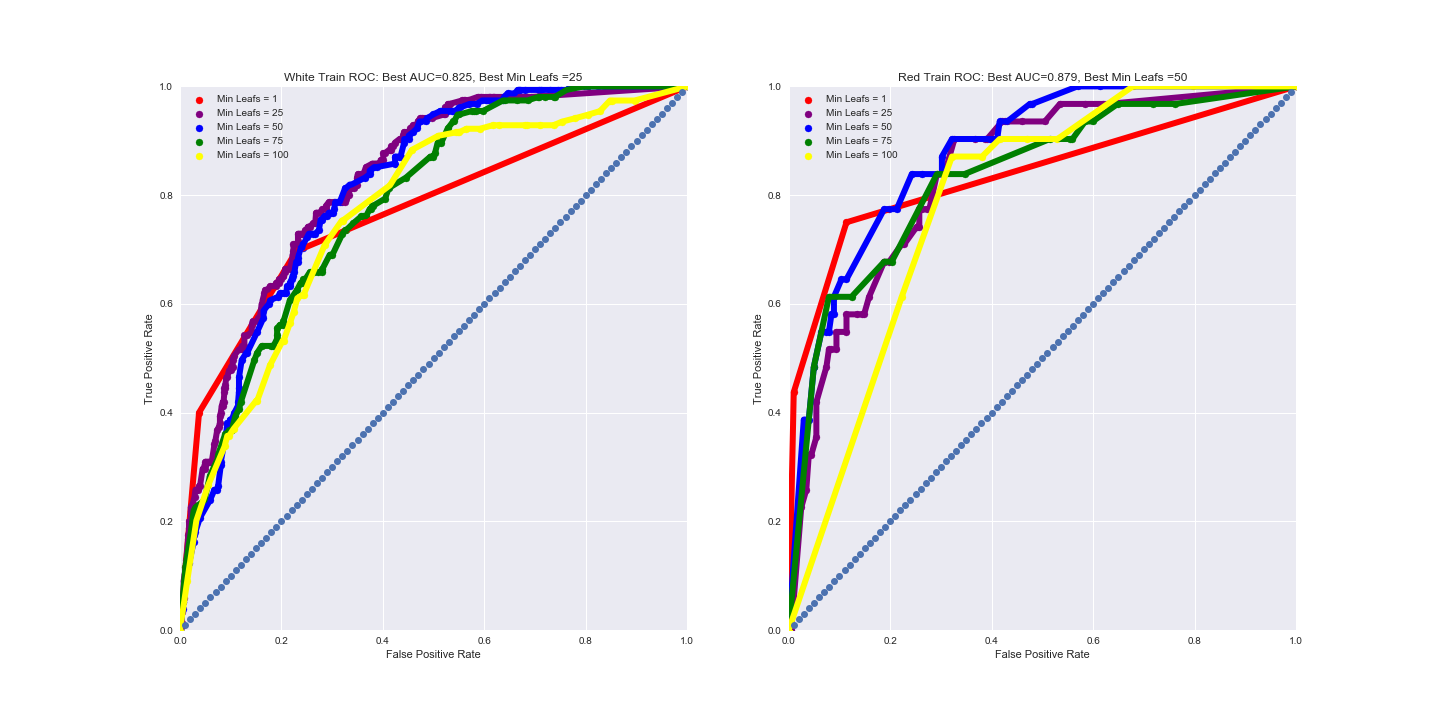 White Train ROC: Best AUC=0.825, Best Min Leafs =25
1.0
0.8
0.6
0.4
0.2
0.0
True Positive Rate
Min Leafs = 1
Min Leafs = 25
Min Leafs = 50
Min Leafs = 75
Min Leafs = 100
0.0 0.2 0.4 0.6 0.8 1.0
False Positive Rate
Red Train ROC: Best AUC=0.879, Best Min Leafs =50
1.0
0.8
0.6
0.4
0.2
0.0
True Positive Rate
Min Leafs = 1
Min Leafs = 25
Min Leafs = 50
Min Leafs = 75
Min Leafs = 100
0.0 0.2 0.4 0.6 0.8 1.0
False Positive Rate